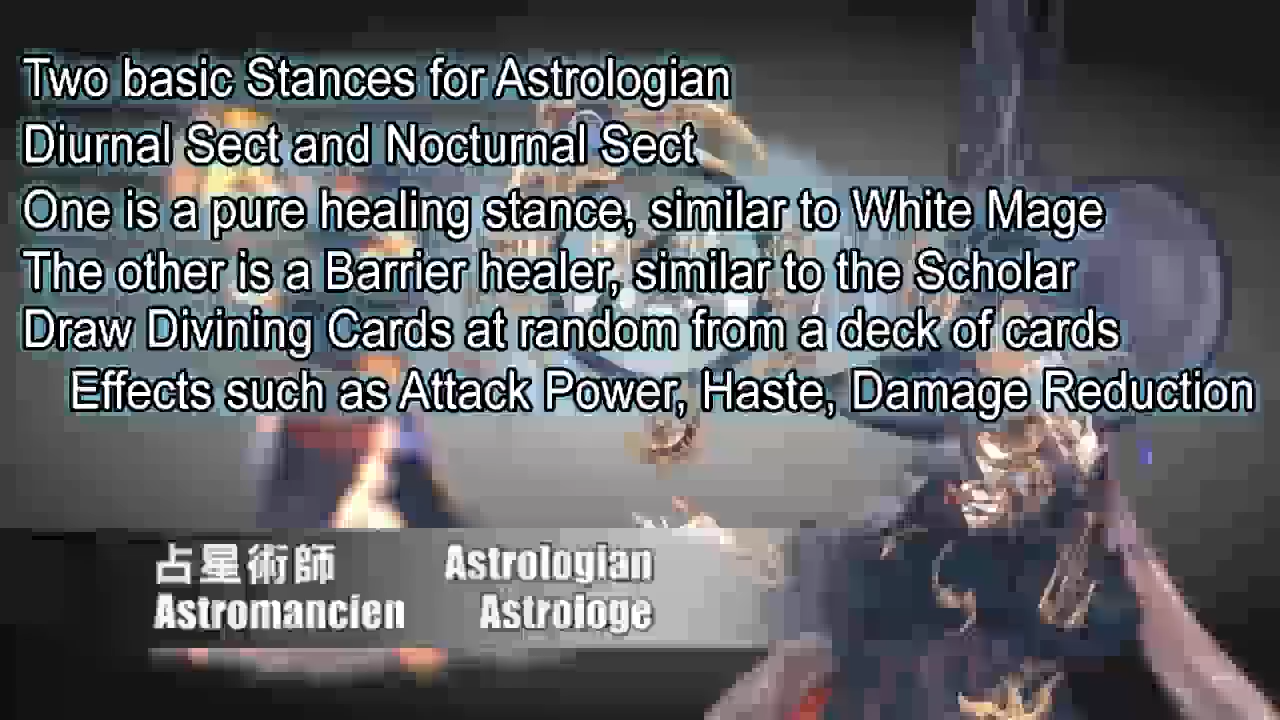 Two basic Stances for Astrologian
Diurnal Sect and Nocturnal Sect
One is a pure healing stance, similar to White Mage
The other is a Barrier healer, similar to the Scholar
Draw Divining Cards at random from a deck of cards
Effects such as Attack Power, Haste, Damage Reduction
占星術師 Astrologian
Astromancien Astrologe